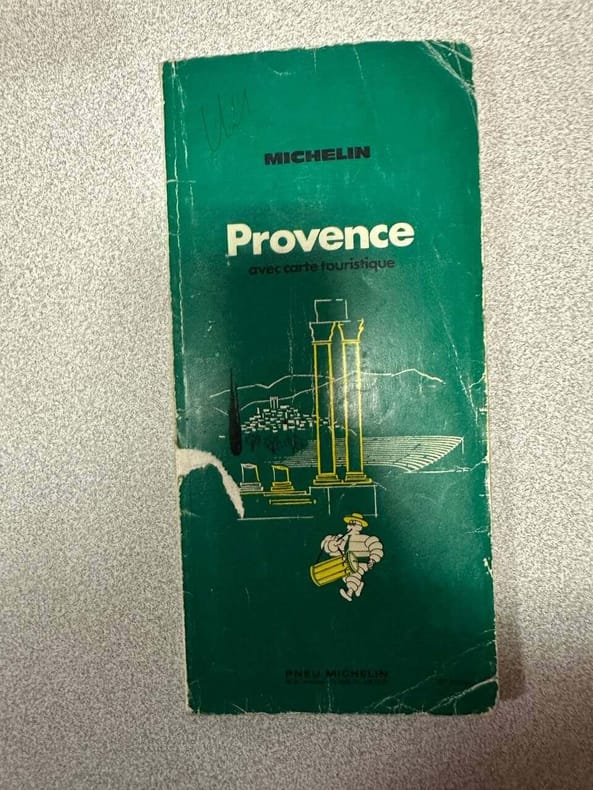 MICHELIN
Provence
avec carte touristique
PNEU MICHELIN